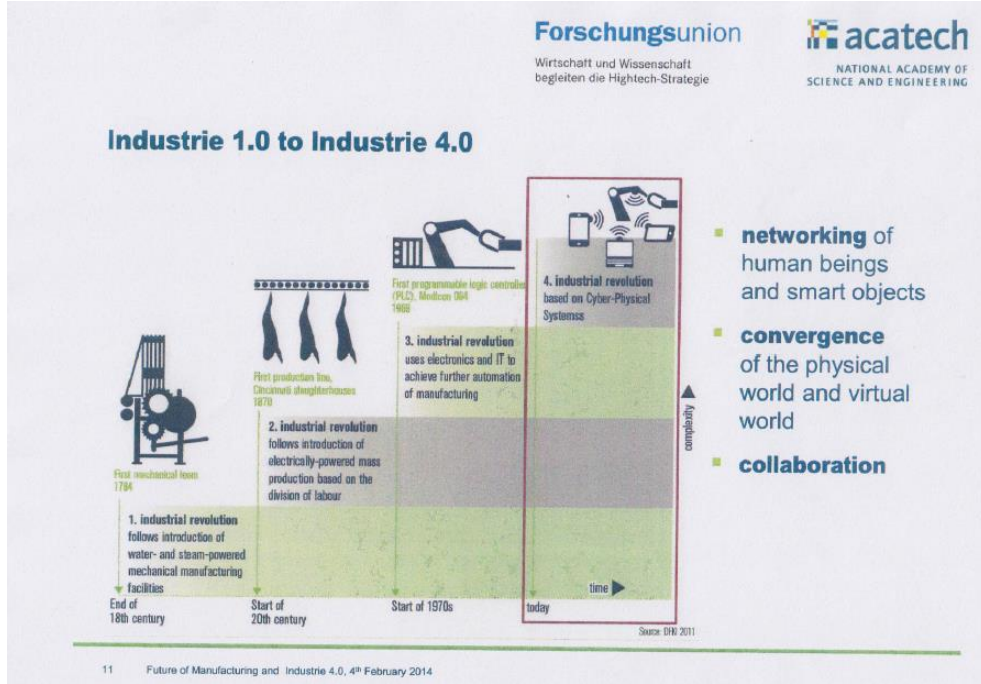 Forschungsunion
Wirtschaft und Wissenschaft
begleiten die Hightech-Strategie
acatech
NATIONAL ACADEMY OF
SCIENCE AND ENGINEERING
Industrie 1.0 to Industrie 4.0
First mechanical loom
1784
1. industrial revolution
follows introduction of
water- and steam-powered
mechanical manufacturing
facilities
End of
18th century
First production line,
Cincinnati slaughterhouses
1870
2. industrial revolution
follows introduction of
electrically-powered mass
production based on the
division of labour
Start of
20th century
First programmable logic controller
(PLC), Modicon 084
1969
3. industrial revolution
uses electronics and IT to
achieve further automation
of manufacturing
Start of 1970s
4. industrial revolution
based on Cyber-Physical
Systemss
today
time
complexity
Source: DFKI 2011
networking of
human beings
and smart objects
convergence
of the physical
world and virtual
world
collaboration
11 Future of Manufacturing and Industrie 4.0, 4th February 2014